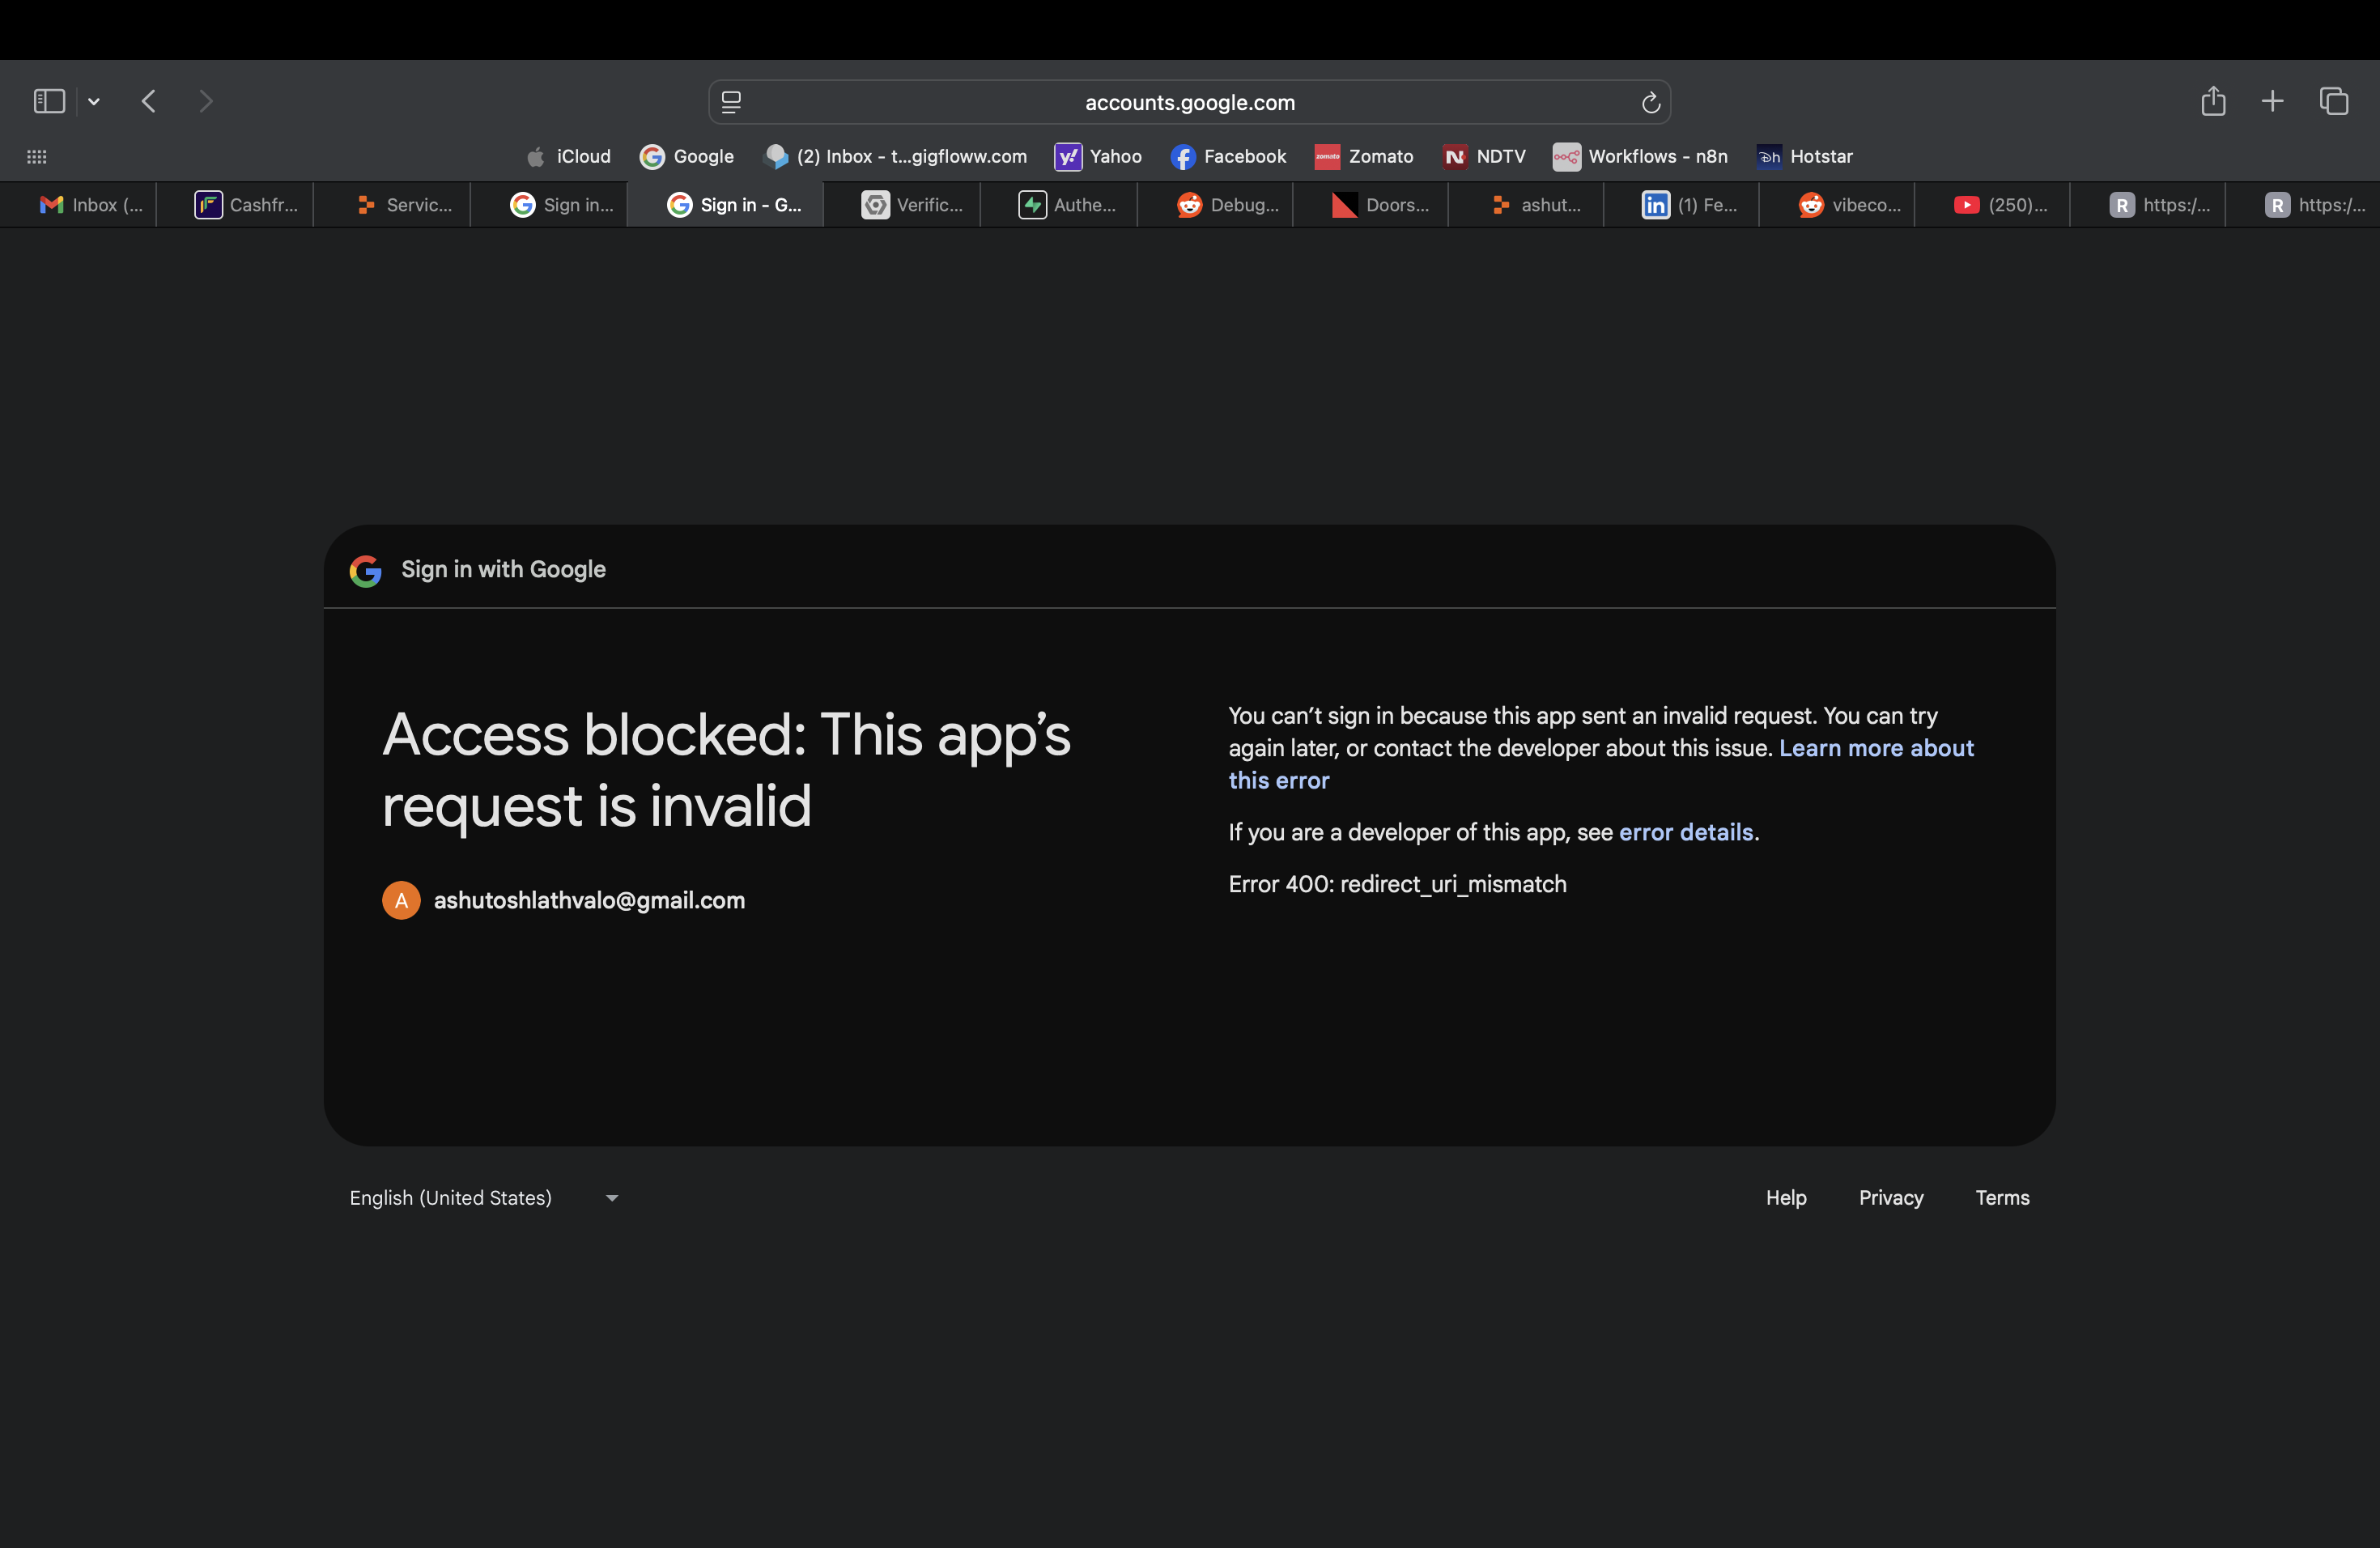 accounts.google.com
iCloud
Google
(2) Inbox - t...gigfloww.com
Yahoo
Facebook
zomato
Zomato
NDTV
Workflows - n8n
Hotstar
Inbox (...
Cashfr...
Servic...
Sign in...
Sign in - G...
Verific...
Authe...
Debug...
Doors...
ashut...
(1) Fe...
vibeco...
(250)...
R
https:/...
R
https:/...
Sign in with Google
Access blocked: This app’s
request is invalid
A
ashutoshlathvalo@gmail.com
You can’t sign in because this app sent an invalid request. You can try
again later, or contact the developer about this issue. Learn more about
this error
If you are a developer of this app, see error details.
Error 400: redirect_uri_mismatch
English (United States)
Help
Privacy
Terms